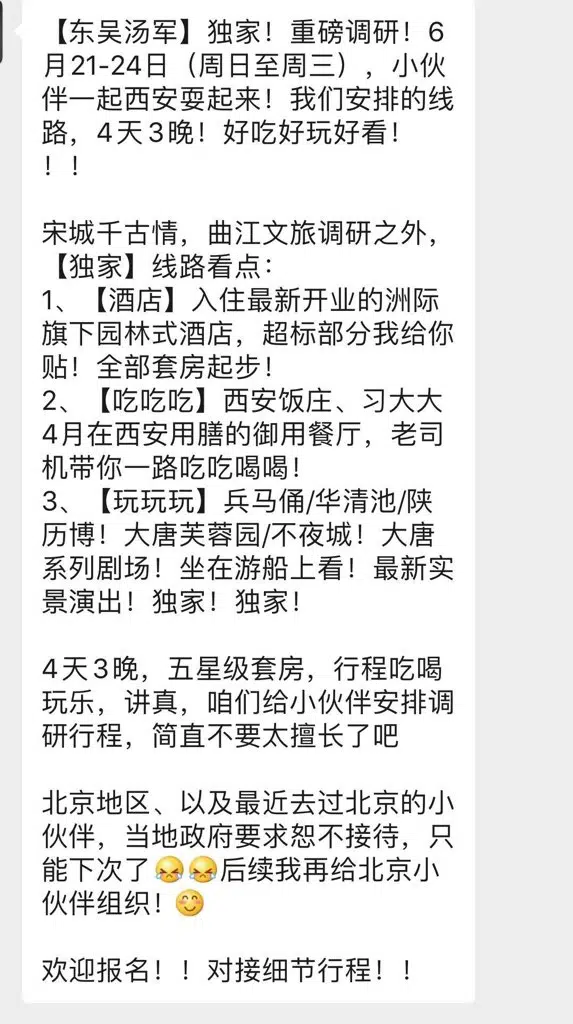 【东吴汤军】独家！重磅调研！6
月21-24日（周日至周三），小伙
伴一起西安耍起来！我们安排的线
路，4天3晚！好吃好玩好看！
！！
宋城千古情，曲江文旅调研之外，
【独家】线路看点：
1、【酒店】入住最新开业的洲际
旗下园林式酒店，超标部分我给你
贴！全部套房起步！
2、【吃吃吃】西安饭庄、习大大
4月在西安用膳的御用餐厅，老司
机带你一路吃吃喝喝！
3、【玩玩玩】兵马俑/华清池/陕
历博！大唐芙蓉园/不夜城！大唐
系列剧场！坐在游船上看！最新实
景演出！独家！独家！
4天3晚，五星级套房，行程吃喝
玩乐，讲真，咱们给小伙伴安排调
研行程，简直不要太擅长了吧
北京地区、以及最近去过北京的小
伙伴，当地政府要求恕不接待，只
能下次了😭😭后续我再给北京小
伙伴组织！😊
欢迎报名！！对接细节行程！！